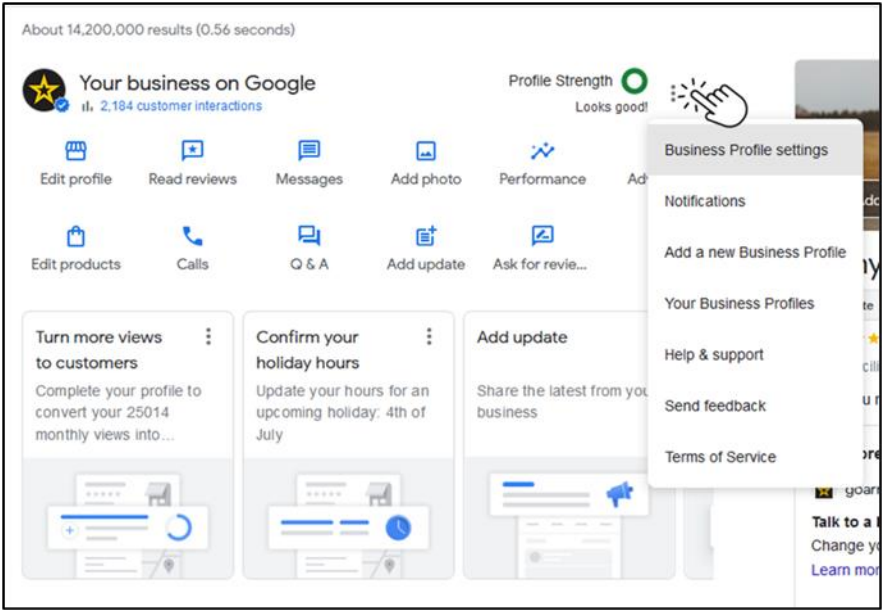 About 14,200,000 results (0.56 seconds)
Your business on Google
2,184 customer interactions
Profile Strength
Looks good!
Edit profile
Read reviews
Messages
Add photo
Performance
Edit products
Calls
Q & A
Add update
Ask for revie...
Business Profile settings
Notifications
Add a new Business Profile
Your Business Profiles
Help & support
Send feedback
Terms of Service
Turn more views
to customers
Complete your profile to
convert your 25014
monthly views into...
Confirm your
holiday hours
Update your hours for an
upcoming holiday: 4th of
July
Add update
Share the latest from you
business
Talk to a
Change
Learn